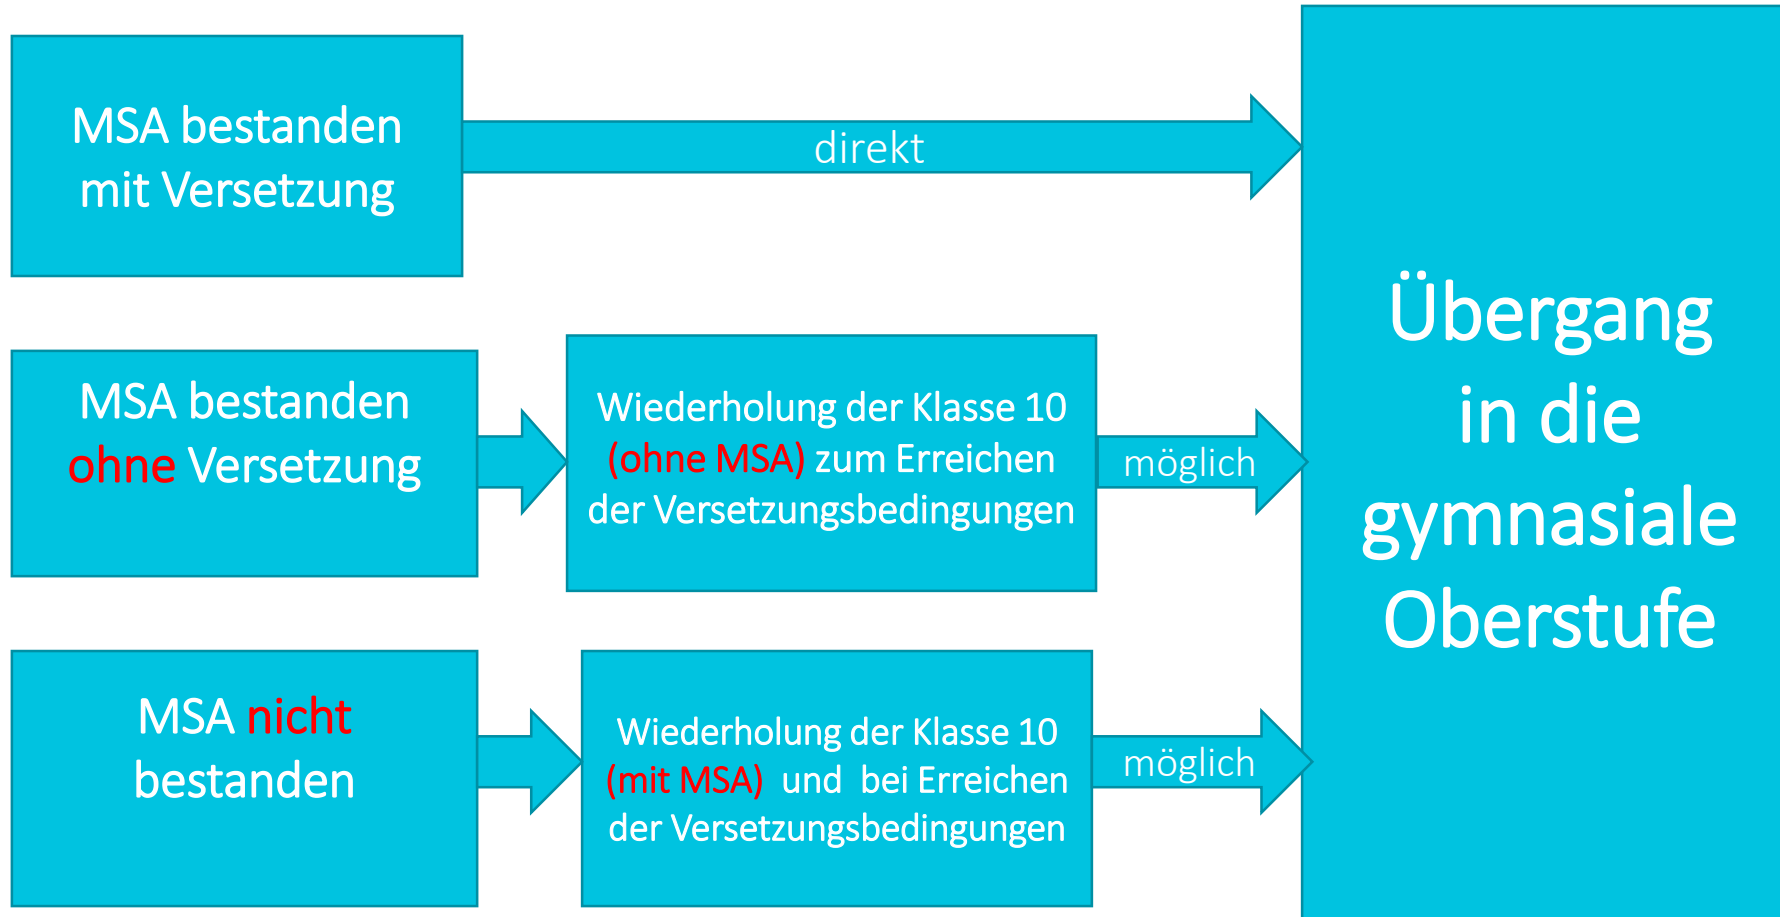 MSA bestanden
mit Versetzung
direkt
MSA bestanden
ohne Versetzung
Wiederholung der Klasse 10
(ohne MSA) zum Erreichen
der Versetzungsbedingungen
möglich
MSA nicht
bestanden
Wiederholung der Klasse 10
(mit MSA) und bei Erreichen
der Versetzungsbedingungen
möglich
Übergang
in die
gymnasiale
Oberstufe